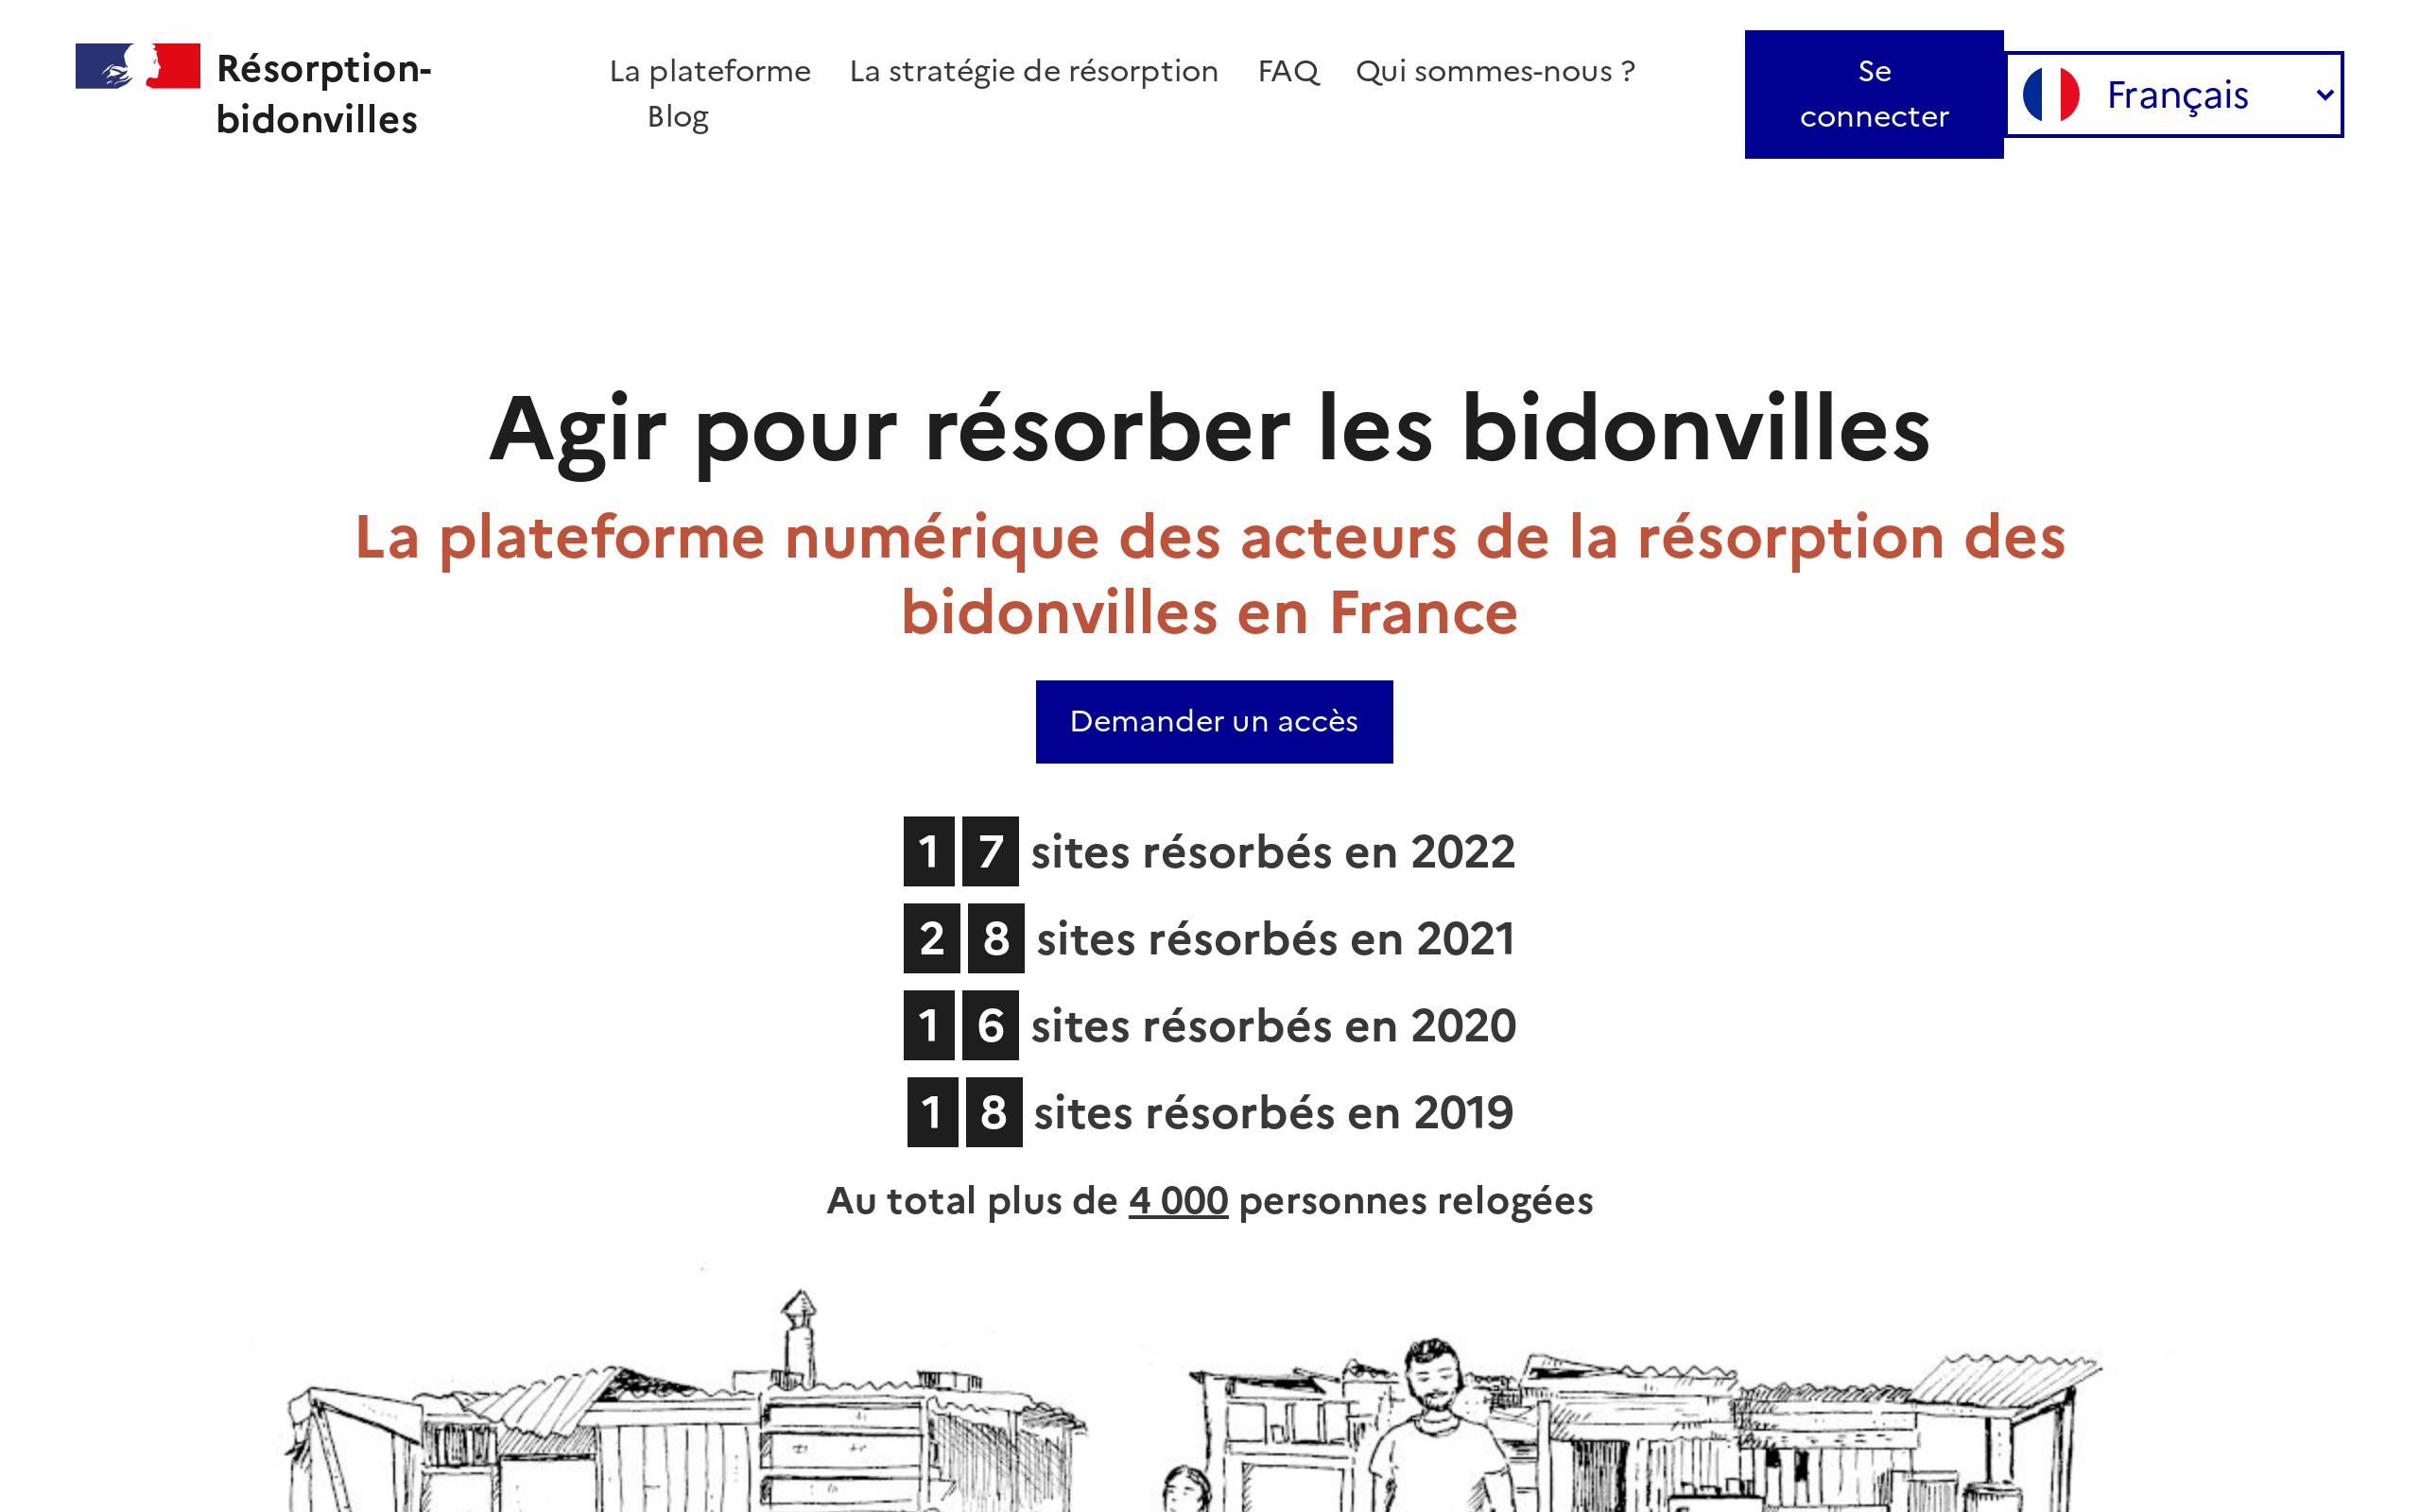 Résorption-
bidonvilles
La plateforme
La stratégie de résorption
FAQ
Qui sommes-nous ?
Blog
Se
connecter
Français
Agir pour résorber les bidonvilles
La plateforme numérique des acteurs de la résorption des
bidonvilles en France
Demander un accès
17 sites résorbés en 2022
28 sites résorbés en 2021
16 sites résorbés en 2020
18 sites résorbés en 2019
Au total plus de 4 000 personnes relogées